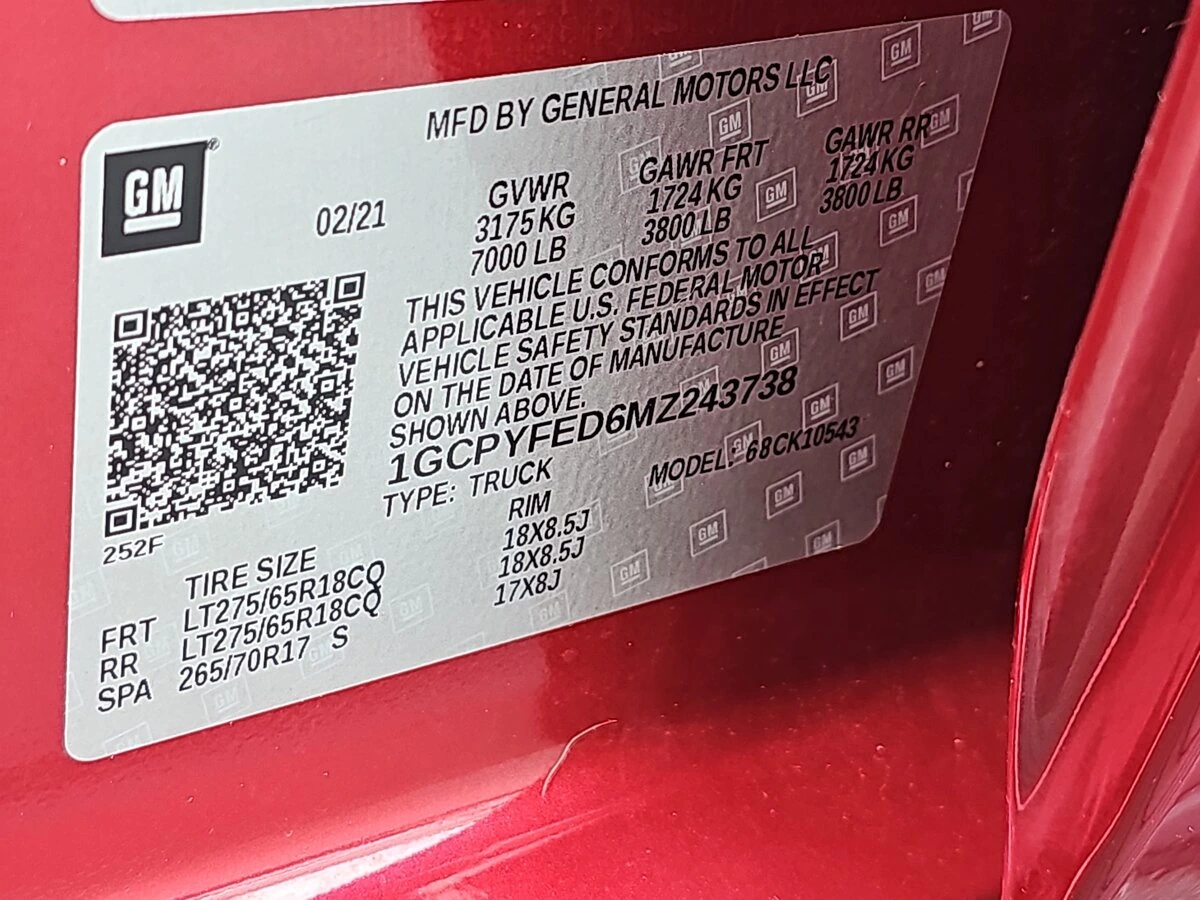 MFD BY GENERAL MOTORS LLC
GM
02/21
GVWR
3175 KG
7000 LB
GAWR FRT
1724 KG
3800 LB
GAWR RR
1724 KG
3800 LB
THIS VEHICLE CONFORMS TO ALL
APPLICABLE U.S. FEDERAL MOTOR
VEHICLE SAFETY STANDARDS IN EFFECT
ON THE DATE OF MANUFACTURE
SHOWN ABOVE.
1GCPYFED6MZ243738
TYPE: TRUCK
MODEL: 68CK10543
252F
TIRE SIZE RIM
FRT LT275/65R18CQ 18X8.5J
RR LT275/65R18CQ 18X8.5J
SPA 265/70R17 S 17X8J